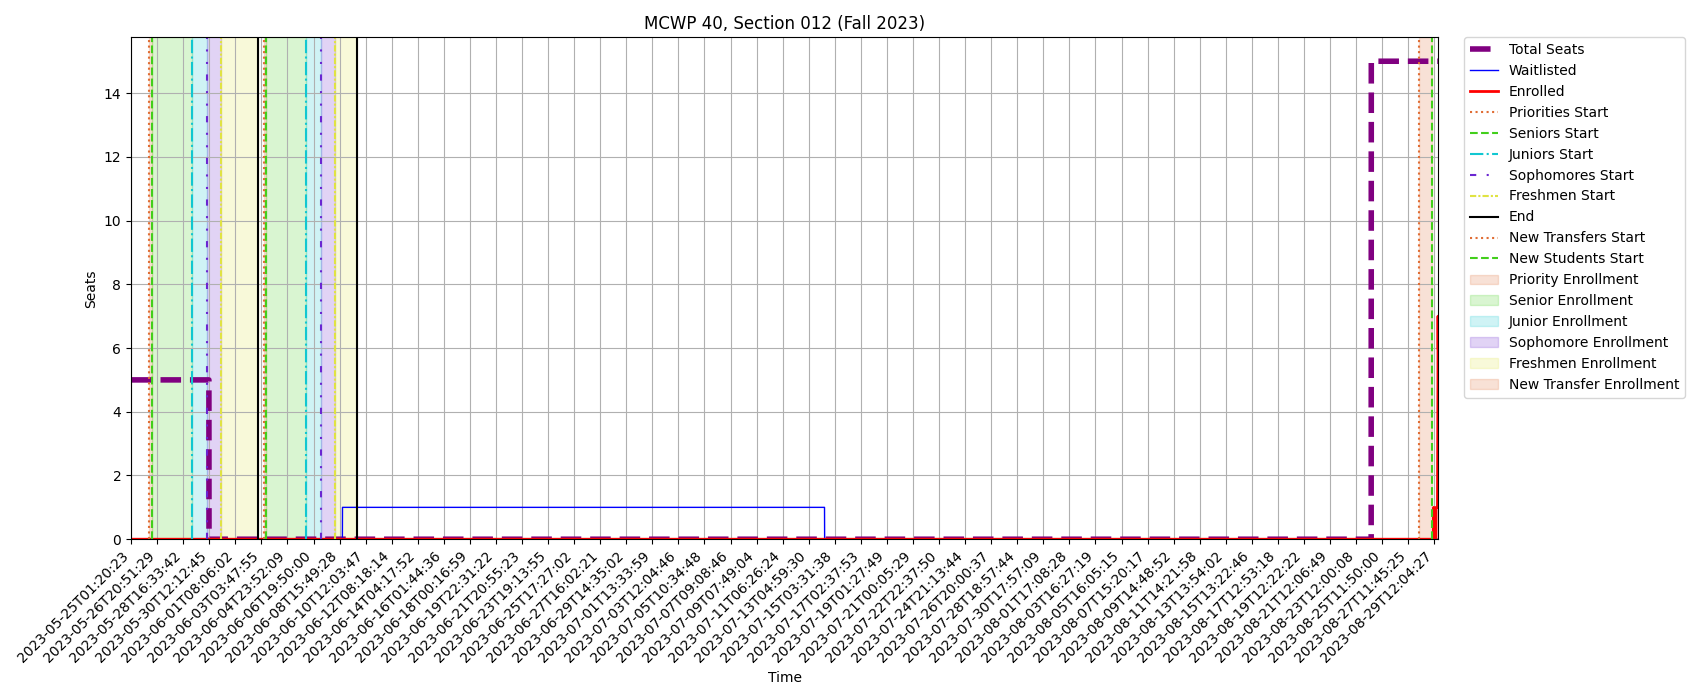 MCWP 40, Section 012 (Fall 2023)
Seats
14
12
10
8
6
4
2
0
2023-05-25T01:20:23
2023-05-26T20:51:29
2023-05-28T16:33:42
2023-05-30T12:12:45
2023-06-01T08:06:02
2023-06-03T03:47:55
2023-06-04T23:52:09
2023-06-06T19:50:00
2023-06-08T15:49:28
2023-06-10T12:03:47
2023-06-12T08:18:14
2023-06-14T04:17:52
2023-06-16T01:44:36
2023-06-18T00:16:59
2023-06-19T22:31:22
2023-06-21T20:55:23
2023-06-23T19:13:55
2023-06-25T17:27:02
2023-06-27T16:02:21
2023-06-29T14:35:02
2023-07-01T13:33:59
2023-07-03T12:04:46
2023-07-05T10:34:48
2023-07-07T09:08:46
2023-07-09T07:49:04
2023-07-11T06:26:24
2023-07-13T04:59:30
2023-07-15T03:31:38
2023-07-17T02:37:53
2023-07-19T01:27:49
2023-07-21T00:05:29
2023-07-22T22:37:50
2023-07-24T21:13:44
2023-07-26T20:00:37
2023-07-28T18:57:44
2023-07-30T17:57:09
2023-08-01T17:08:28
2023-08-03T16:27:19
2023-08-05T16:05:15
2023-08-07T15:20:17
2023-08-09T14:48:52
2023-08-11T14:21:58
2023-08-13T13:54:02
2023-08-15T13:22:46
2023-08-17T12:53:18
2023-08-19T12:22:22
2023-08-21T12:06:49
2023-08-23T12:00:08
2023-08-25T11:50:00
2023-08-27T11:45:25
2023-08-29T12:04:27
Time
Total Seats
Waitlisted
Enrolled
Priorities Start
Seniors Start
Juniors Start
Sophomores Start
Freshmen Start
End
New Transfers Start
New Students Start
Priority Enrollment
Senior Enrollment
Junior Enrollment
Sophomore Enrollment
Freshmen Enrollment
New Transfer Enrollment